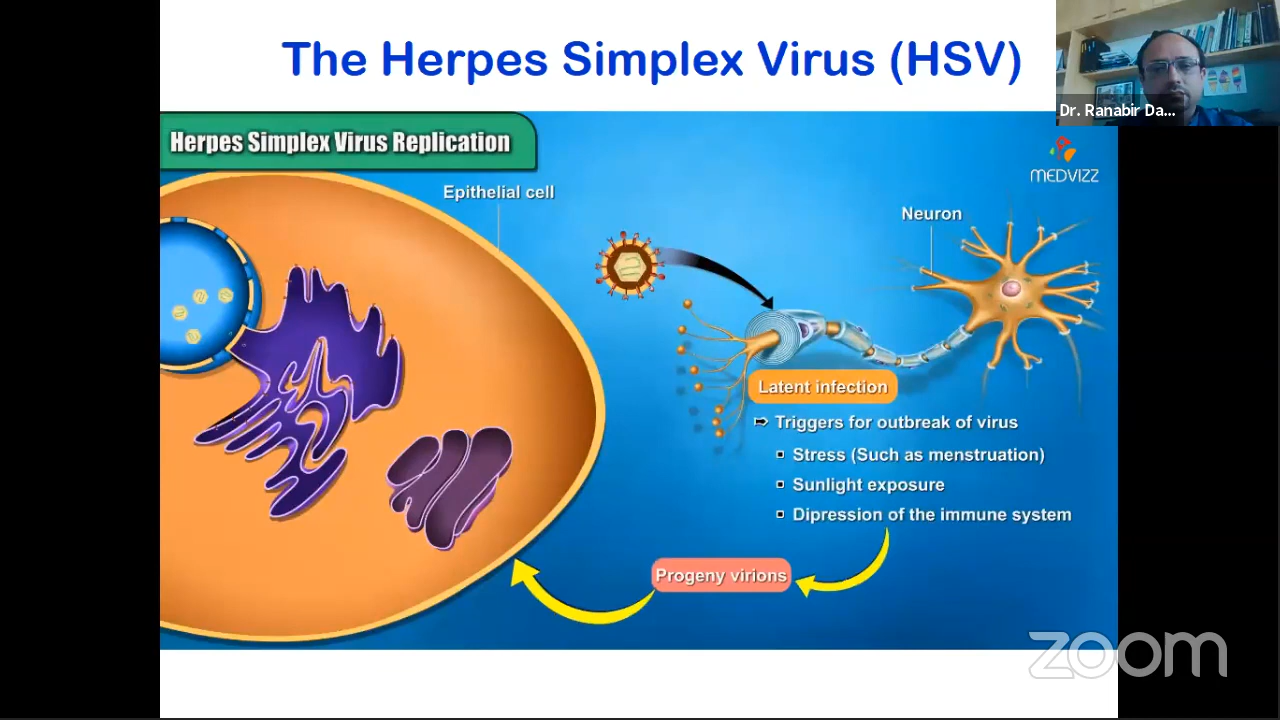 The Herpes Simplex Virus (HSV)
Dr. Ranabir Da...
Herpes Simplex Virus Replication
MEDVIZZ
Epithelial cell
Neuron
Latent infection
Triggers for outbreak of virus
Stress (Such as menstruation)
Sunlight exposure
Dipression of the immune system
Progeny virions
zoom